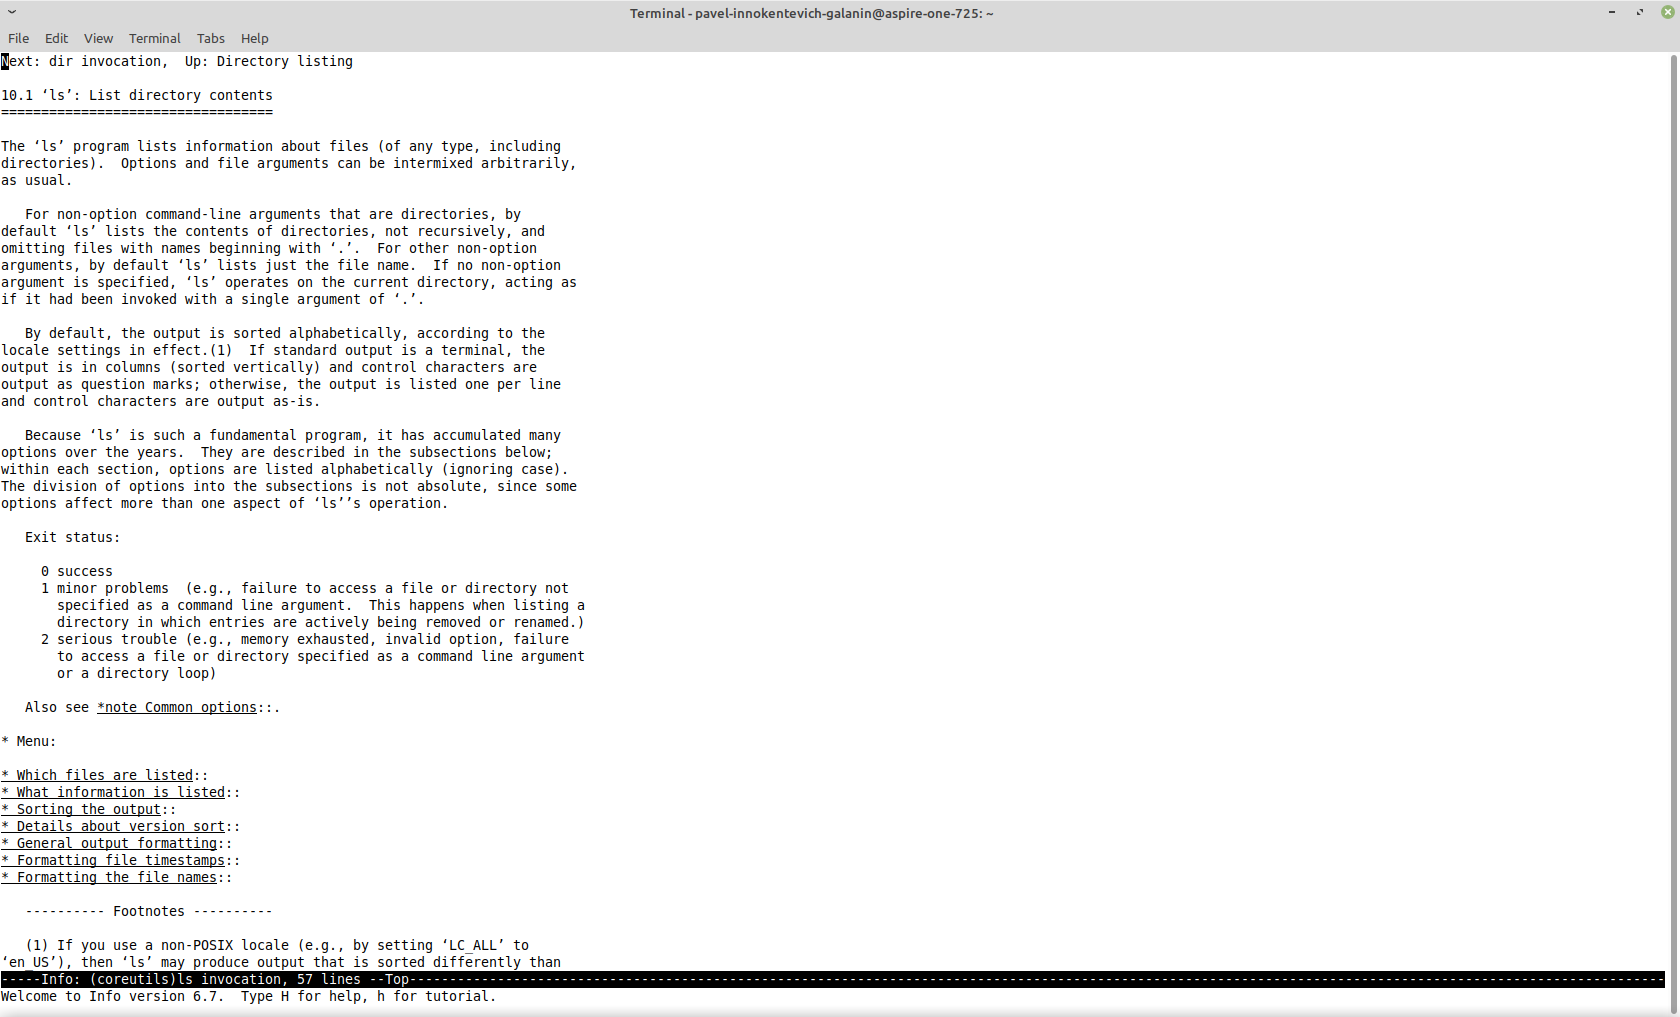 Terminal - pavel-innokentevich-galanin@aspire-one-725: ~
File Edit View Terminal Tabs Help
Next: dir invocation,  Up: Directory listing

10.1 ‘ls’: List directory contents
==================================

The ‘ls’ program lists information about files (of any type, including
directories).  Options and file arguments can be intermixed arbitrarily,
as usual.

   For non-option command-line arguments that are directories, by
default ‘ls’ lists the contents of directories, not recursively, and
omitting files with names beginning with ‘.’.  For other non-option
arguments, by default ‘ls’ lists just the file name.  If no non-option
argument is specified, ‘ls’ operates on the current directory, acting as
if it had been invoked with a single argument of ‘.’.

   By default, the output is sorted alphabetically, according to the
locale settings in effect.(1)  If standard output is a terminal, the
output is in columns (sorted vertically) and control characters are
output as question marks; otherwise, the output is listed one per line
and control characters are output as-is.

   Because ‘ls’ is such a fundamental program, it has accumulated many
options over the years.  They are described in the subsections below;
within each section, options are listed alphabetically (ignoring case).
The division of options into the subsections is not absolute, since some
options affect more than one aspect of ‘ls’’s operation.

   Exit status:

     0 success
     1 minor problems  (e.g., failure to access a file or directory not
       specified as a command line argument.  This happens when listing a
       directory in which entries are actively being removed or renamed.)
     2 serious trouble (e.g., memory exhausted, invalid option, failure
       to access a file or directory specified as a command line argument
       or a directory loop)

   Also see *note Common options::.

* Menu:

* Which files are listed::
* What information is listed::
* Sorting the output::
* Details about version sort::
* General output formatting::
* Formatting file timestamps::
* Formatting the file names::

   ---------- Footnotes ----------

   (1) If you use a non-POSIX locale (e.g., by setting ‘LC_ALL’ to
‘en_US’), then ‘ls’ may produce output that is sorted differently than
-----Info: (coreutils)ls invocation, 57 lines --Top-----------------------------------------------------------------------------------------------------------------------------------------------------------
Welcome to Info version 6.7.  Type H for help, h for tutorial.